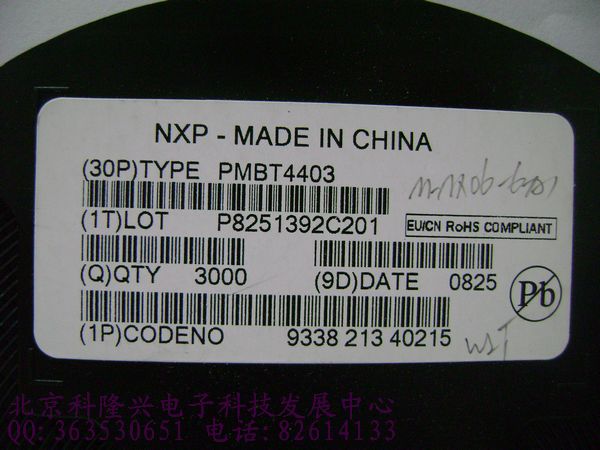 NXP - MADE IN CHINA
(30P)TYPE PMBT4403
(1T)LOT P8251392C201
EU/CN RoHS COMPLIANT
(Q)QTY 3000 (9D)DATE 0825
Pb
(1P)CODENO 9338 213 40215
北京科隆兴电子科技发展中心
QQ: 363530651 电话: 82614133